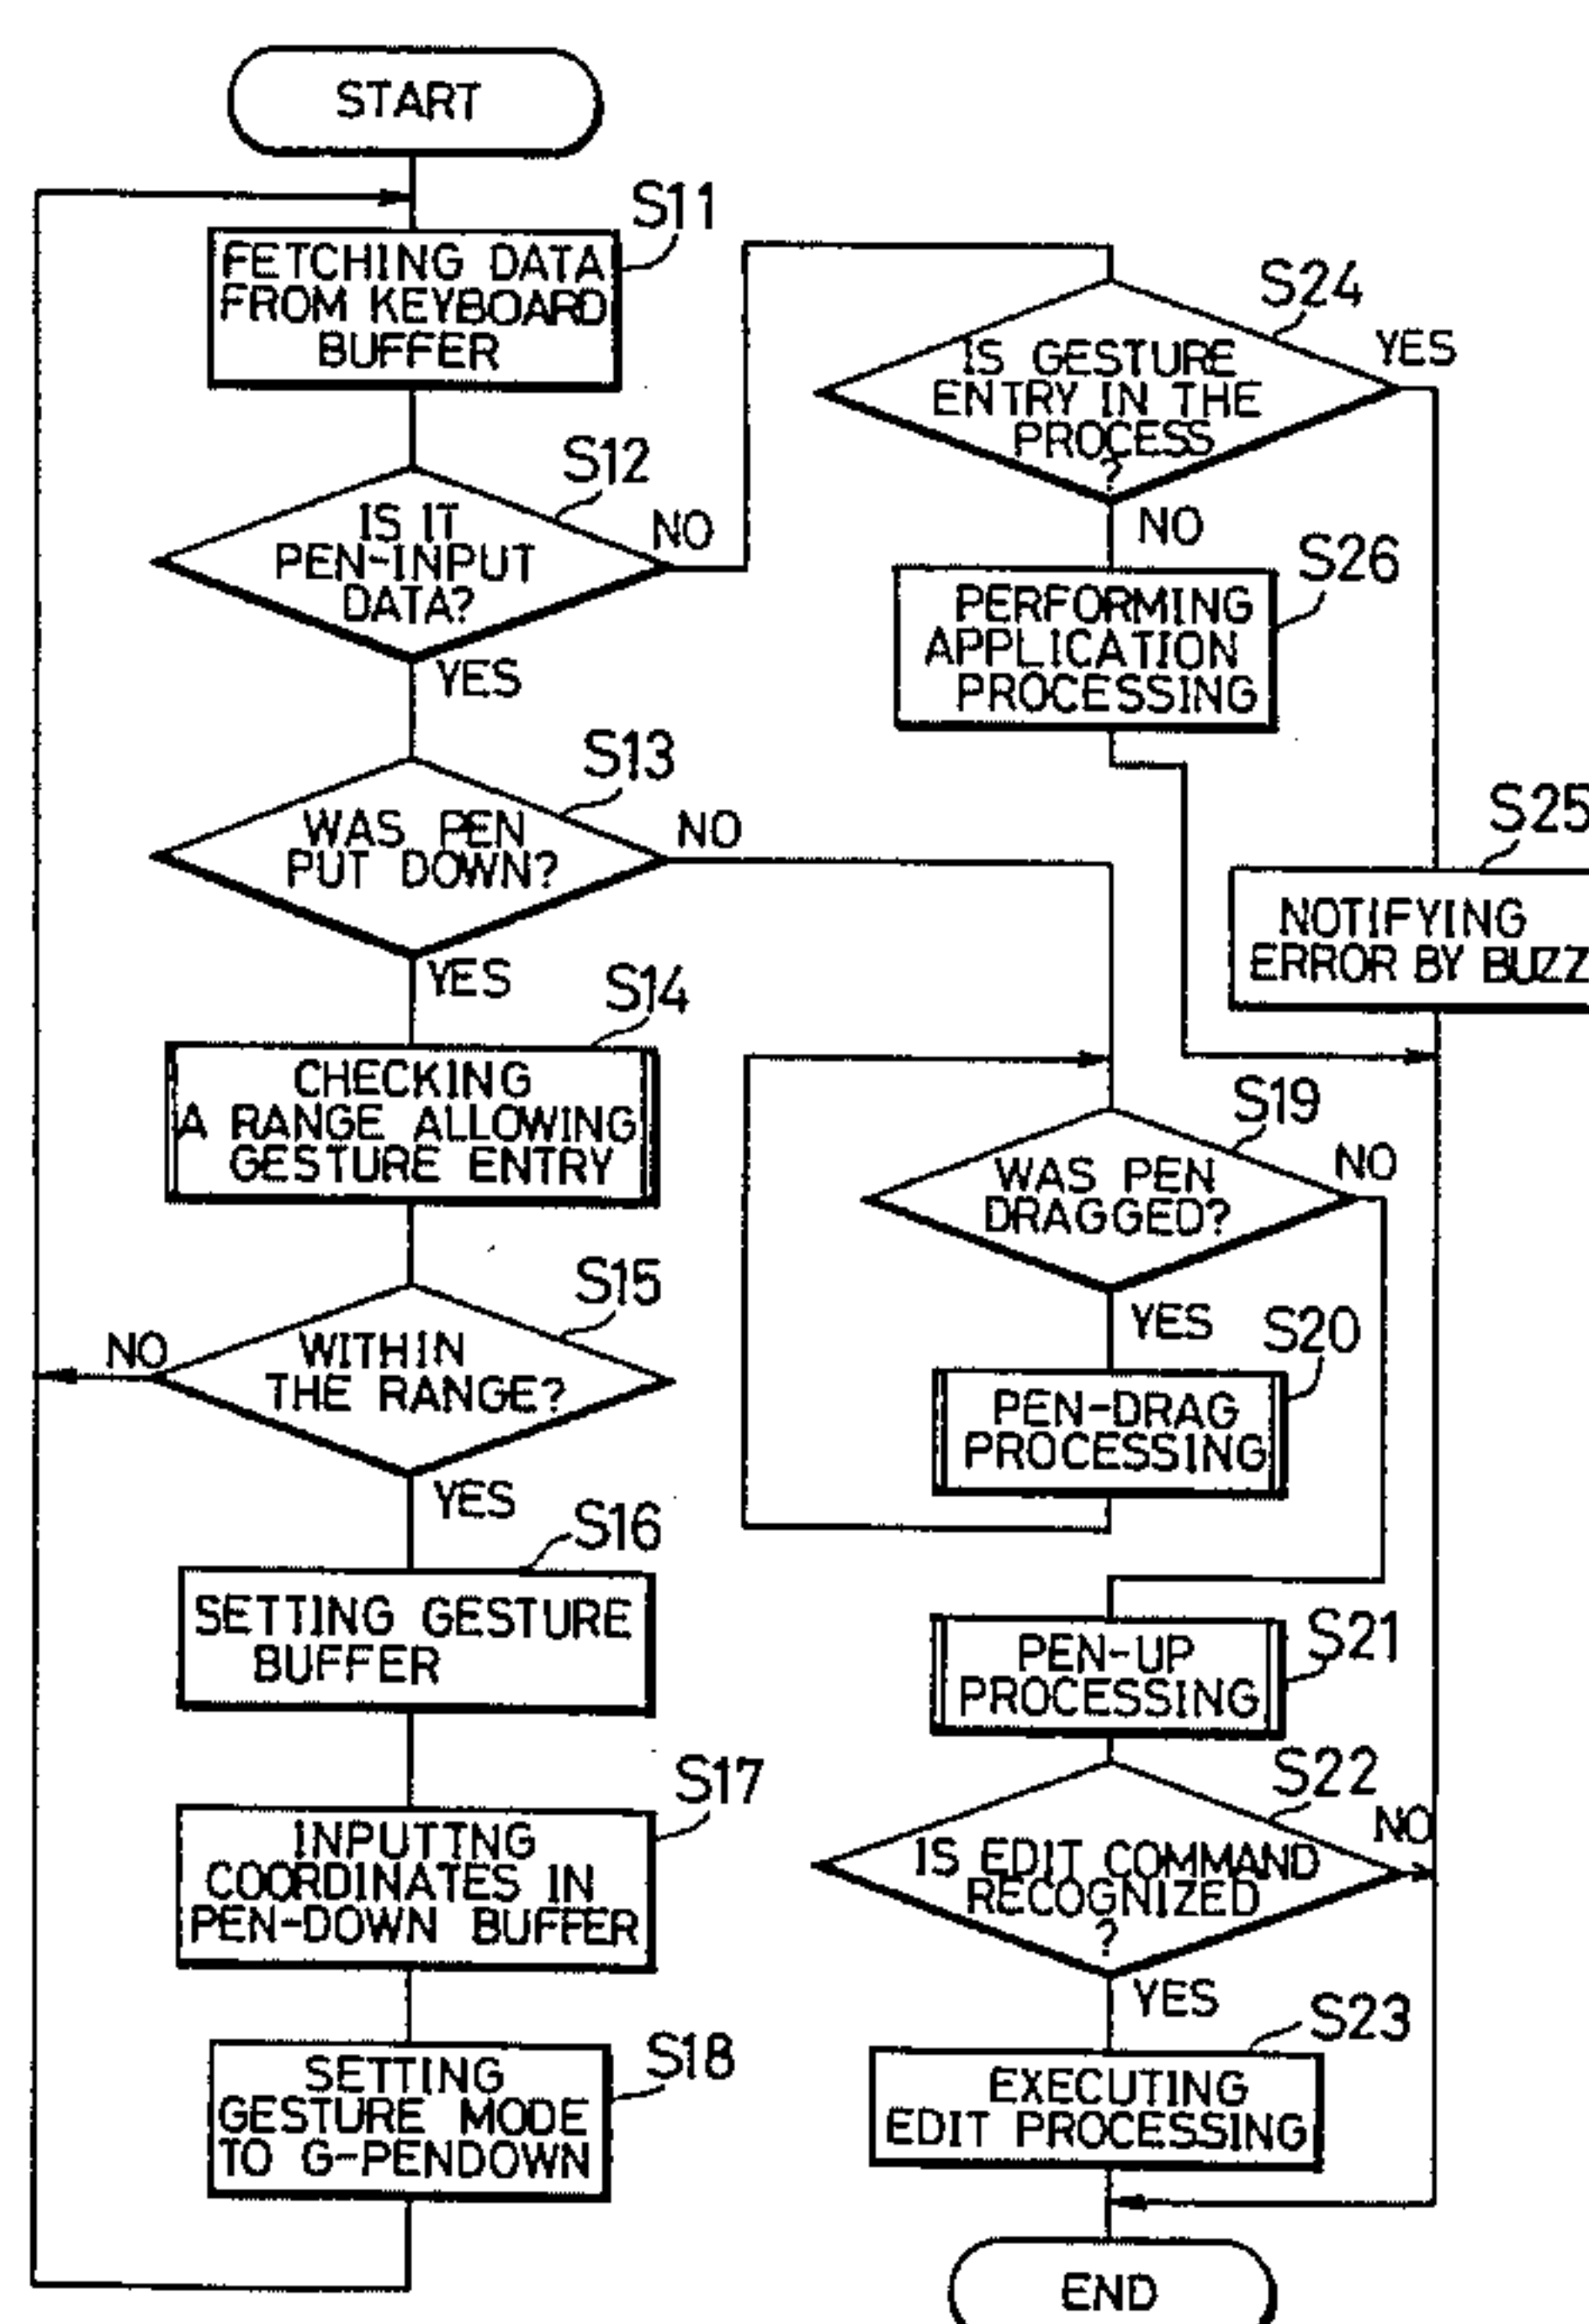 START
S11
FETCHING DATA
FROM KEYBOARD
BUFFER
S12
IS IT
PEN-INPUT
DATA?
NO
YES
S13
WAS PEN
PUT DOWN?
NO
YES
S14
CHECKING
A RANGE ALLOWING
GESTURE ENTRY
S15
WITHIN
THE RANGE?
NO
YES
S16
SETTING GESTURE
BUFFER
S17
INPUTTNG
COORDINATES IN
PEN-DOWN BUFFER
S18
SETTING
GESTURE MODE
TO G-PENDOWN
S24
IS GESTURE
ENTRY IN THE
PROCESS
?
YES
NO
S26
PERFORMING
APPLICATION
PROCESSING
S25
NOTIFYING
ERROR BY BUZZ
S19
WAS PEN
DRAGGED?
NO
YES
S20
PEN-DRAG
PROCESSING
S21
PEN-UP
PROCESSING
S22
IS EDIT COMMAND
RECOGNIZED
?
NO
YES
S23
EXECUTING
EDIT PROCESSING
END